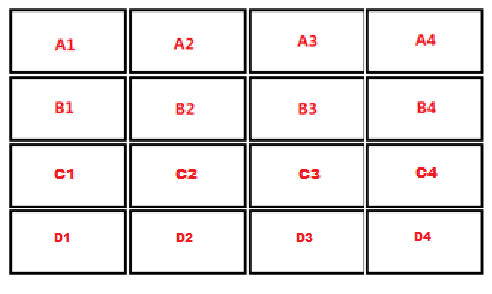 A1 A2 A3 A4
B1 B2 B3 B4
C1 C2 C3 C4
D1 D2 D3 D4